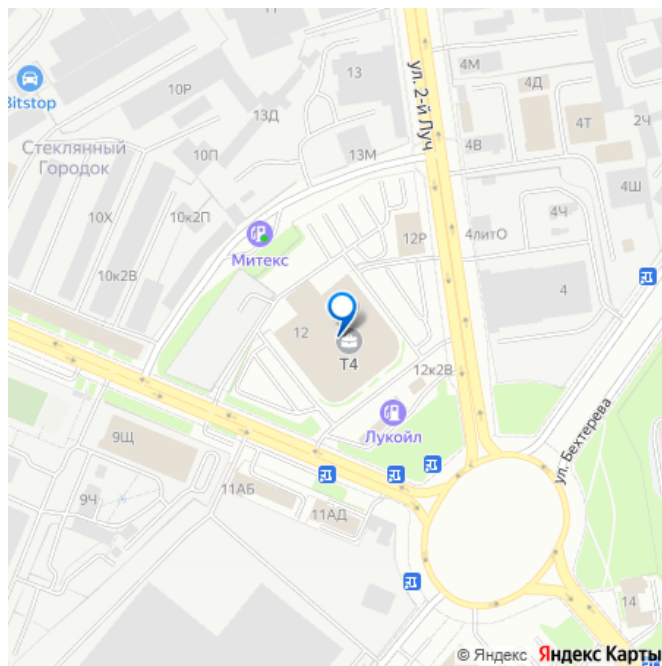 13
4М
ул. 2-й Луч
10Р
4Д
Bitstop
13Д
4Т
2Ч
Стеклянный
Городок
10П
13М
4В
4Ш
10Х
10к2П
4Ч
12Р
4литО
Митекс
10к2В
4
12
Т4
12к2В
Лукойл
ул. Бехтерева
9Щ
11АБ
9Ч
11АД
14
© Яндекс Яндекс Карты